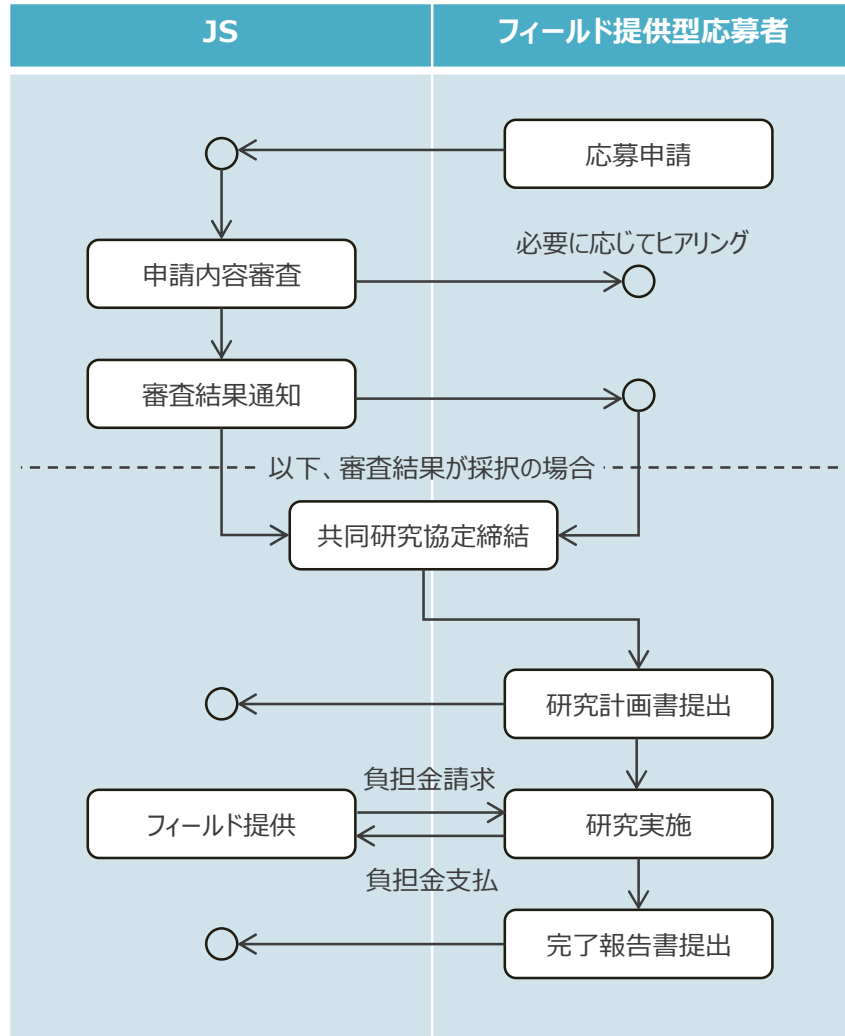 JS
フィールド提供型応募者
応募申請
必要に応じてヒアリング
申請内容審査
審査結果通知
以下、審査結果が採択の場合
共同研究協定締結
研究計画書提出
負担金請求
フィールド提供
研究実施
負担金支払
完了報告書提出